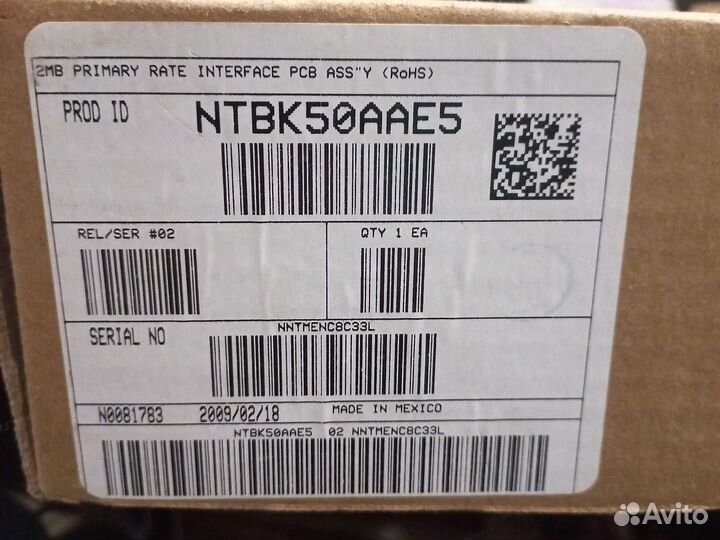 2MB PRIMARY RATE INTERFACE PCB ASS"Y (RoHS)
PROD ID NTBK50AAE5
REL/SER #02 QTY 1 EA
NNTMENC8C33L
SERIAL NO
N0081783 2009/02/18 MADE IN MEXICO
NTBK50AAE5 02 NNTMENC8C33L
Avito